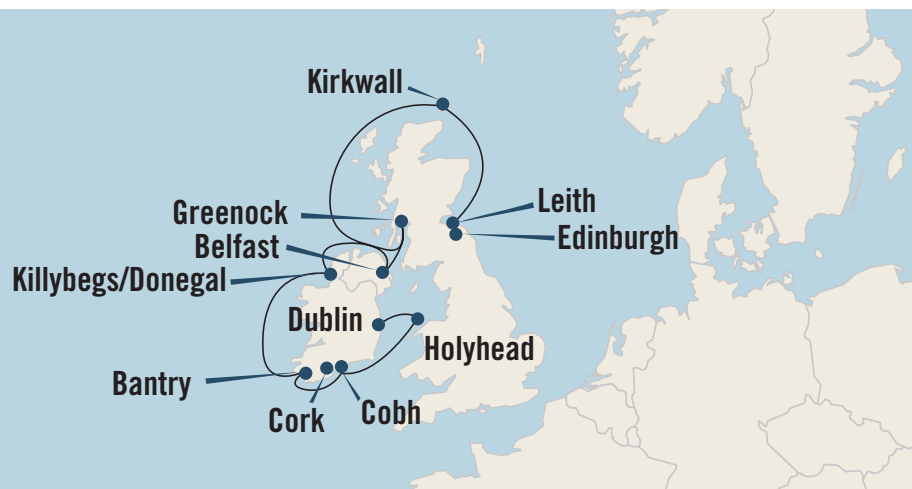 Kirkwall
Greenock
Leith
Belfast
Edinburgh
Killybegs/Donegal
Dublin
Holyhead
Bantry
Cork
Cobh